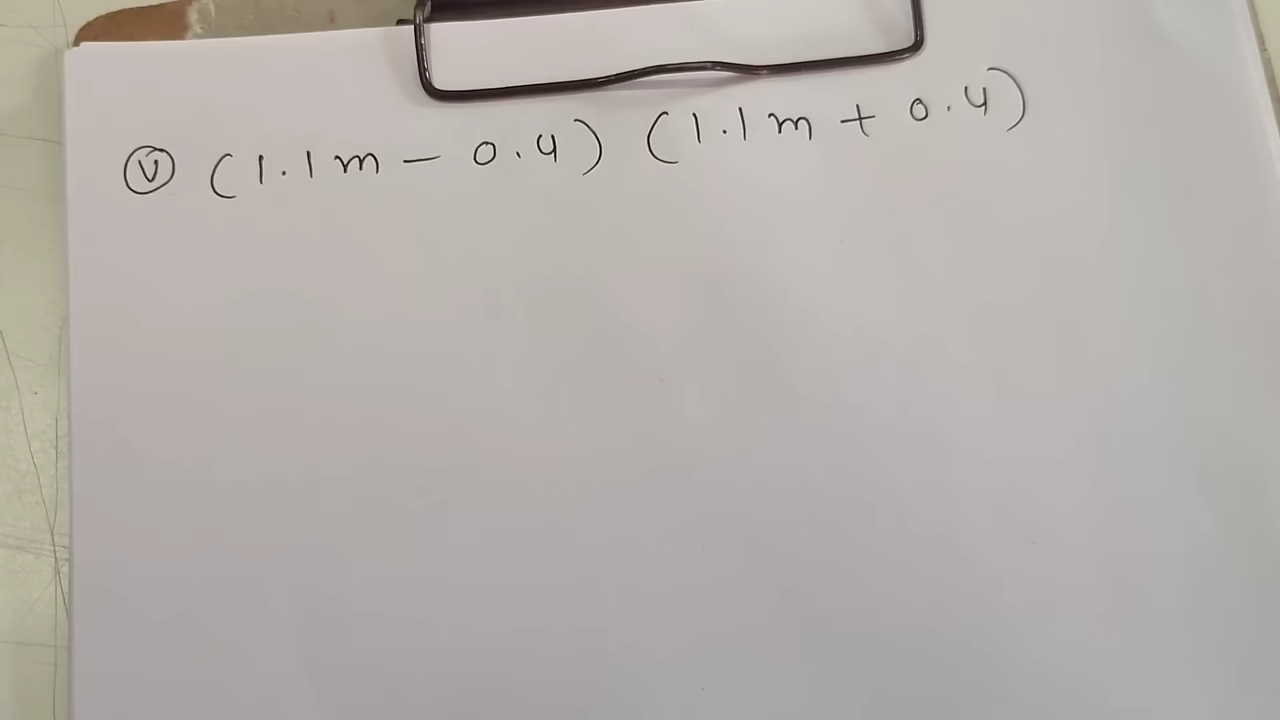 (v) (1.1m - 0.4) (1.1m + 0.4)